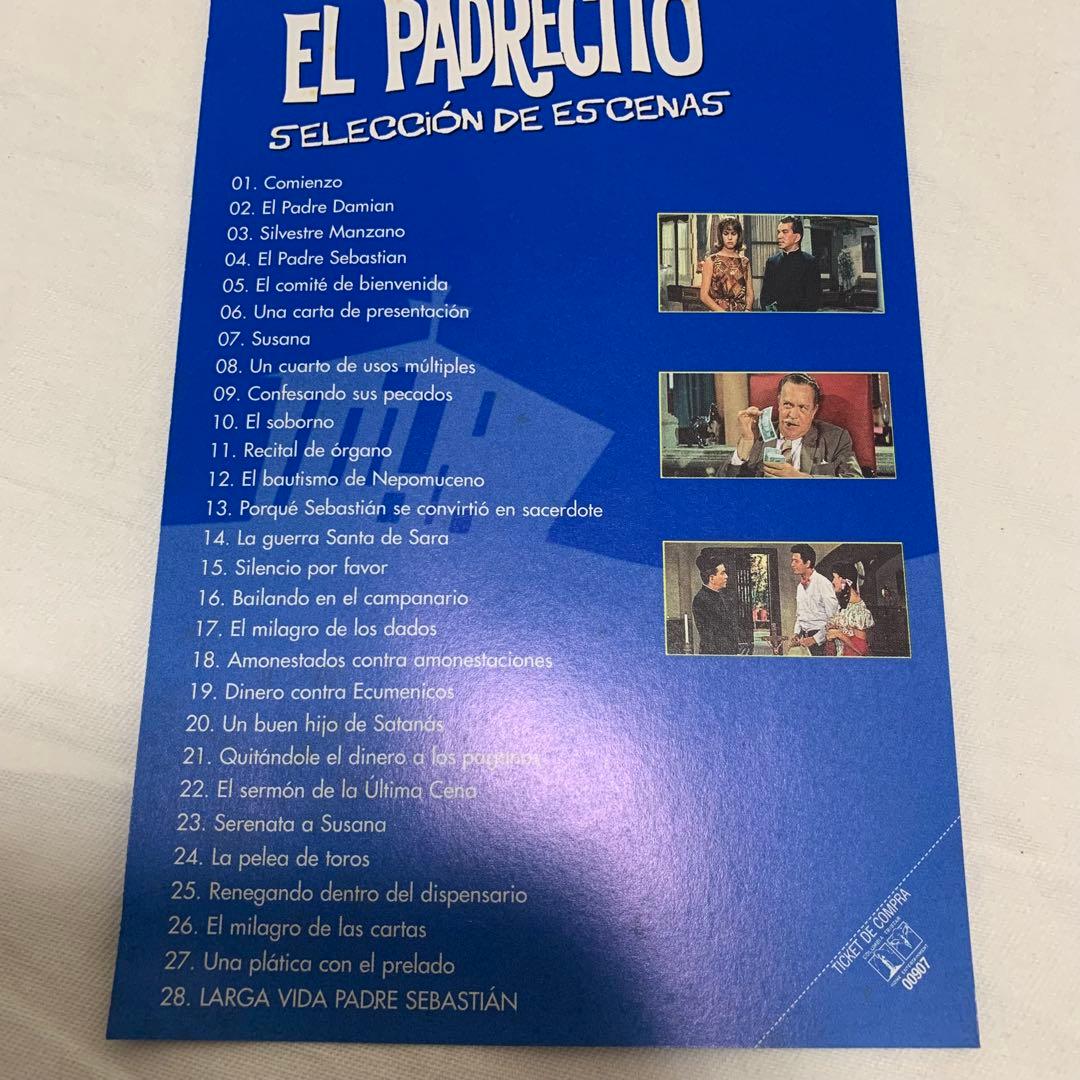 EL PADRECITO
SELECCIÓN DE ESCENAS
01. Comienzo
02. El Padre Damian
03. Silvestre Manzano
04. El Padre Sebastian
05. El comité de bienvenida
06. Una carta de presentación
07. Susana
08. Un cuarto de usos múltiples
09. Confesando sus pecados
10. El soborno
11. Recital de órgano
12. El bautismo de Nepomuceno
13. Porqué Sebastián se convirtió en sacerdote
14. La guerra Santa de Sara
15. Silencio por favor
16. Bailando en el campanario
17. El milagro de los dados
18. Amonestados contra amonestaciones
19. Dinero contra Ecumenicos
20. Un buen hijo de Satanás
21. Quitándole el dinero a los paganos
22. El sermón de la Última Cena
23. Serenata a Susana
24. La pelea de toros
25. Renegando dentro del dispensario
26. El milagro de las cartas
27. Una plática con el prelado
28. LARGA VIDA PADRE SEBASTIÁN
TICKET DE COMPRA
COLUMBIA TRISTAR
HOME ENTERTAINMENT
00907